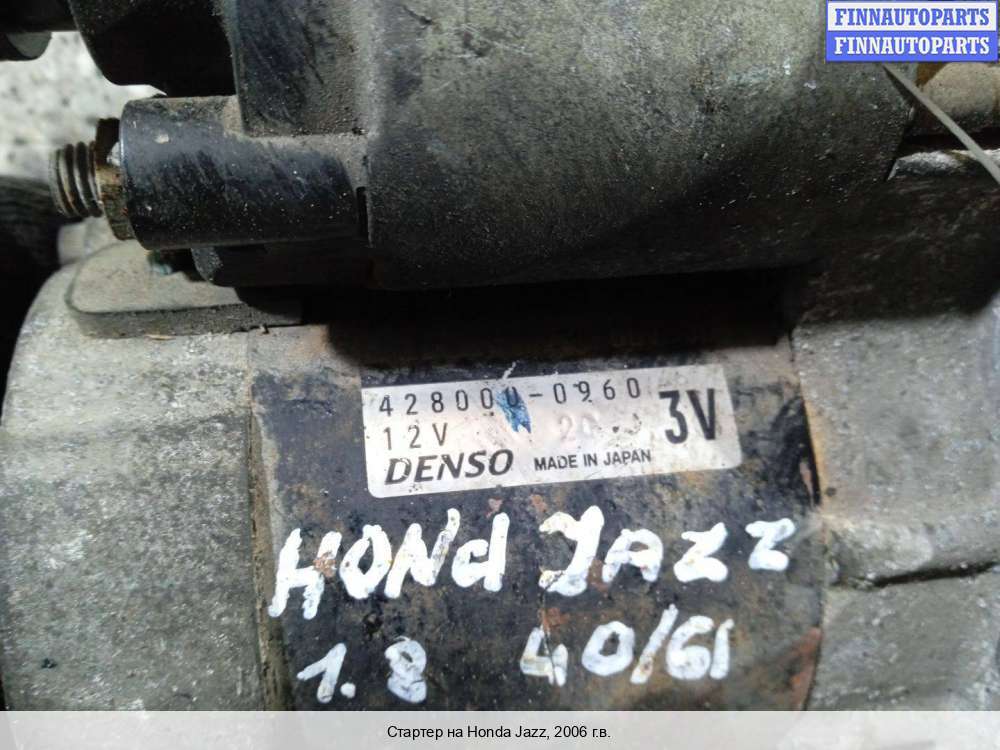 FINNAUTOPARTS
FINNAUTOPARTS
428000-0960
12V
3V
DENSO MADE IN JAPAN
HONd JAZZ
1.8 40/61
Стартер на Honda Jazz, 2006 г.в.